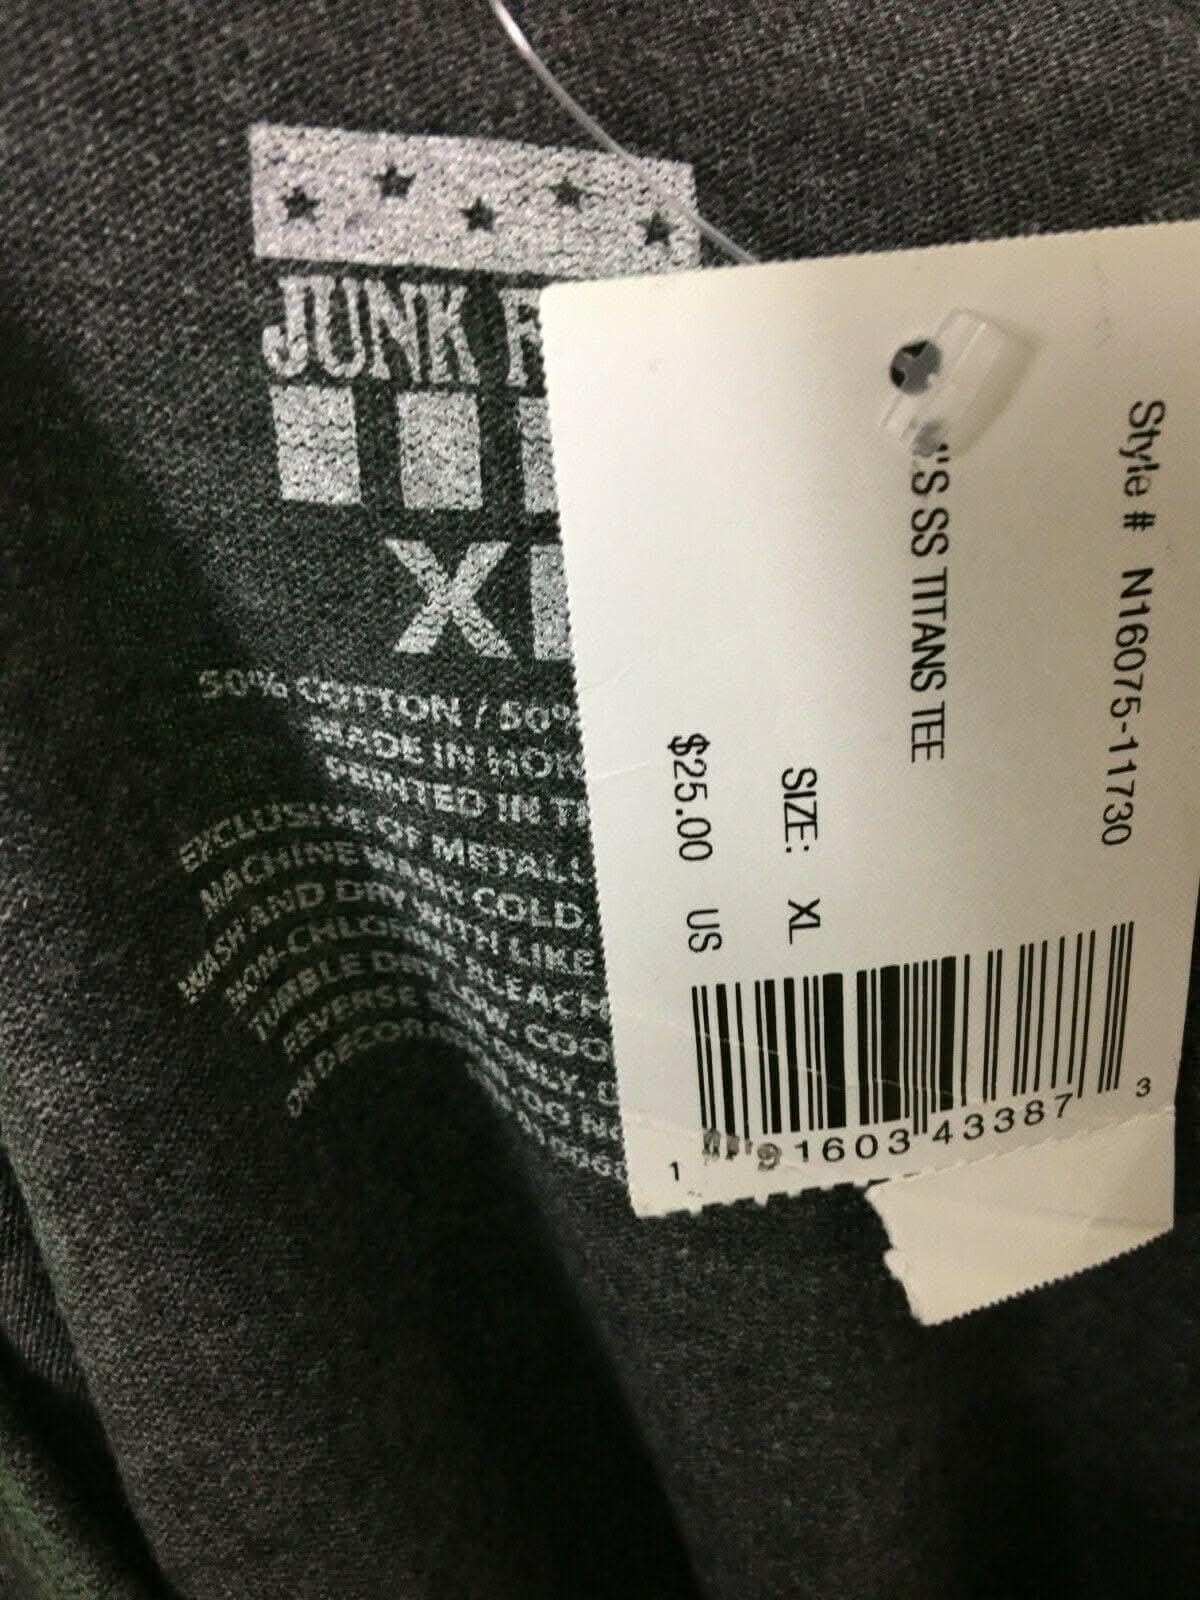 JUNK F
XL
50% COTTON / 50%
MADE IN HON
PRINTED IN T
EXCLUSIVE OF METALL
MACHINE WASH COLD,
WASH AND DRY WITH LIKE
NON-CHLORINE BLEACH
TUMBLE DRY LOW. COO
REVERSE ONLY. D
ON DECORAT DO NO
Style # N16075-11730
'S SS TITANS TEE
SIZE: XL
$25.00 US
1 91603 43387 3